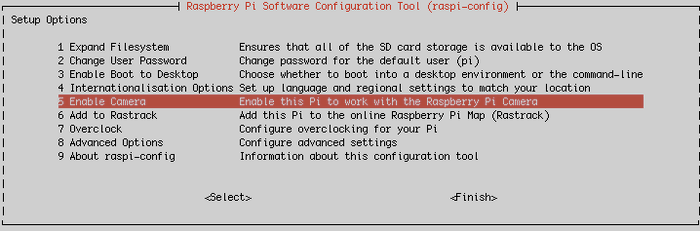 Raspberry Pi Software Configuration Tool (raspi-config)
Setup Options
1 Expand Filesystem Ensures that all of the SD card storage is available to the OS
2 Change User Password Change password for the default user (pi)
3 Enable Boot to Desktop Choose whether to boot into a desktop environment or the command-line
4 Internationalisation Options Set up language and regional settings to match your location
5 Enable Camera Enable this Pi to work with the Raspberry Pi Camera
6 Add to Rastrack Add this Pi to the online Raspberry Pi Map (Rastrack)
7 Overclock Configure overclocking for your Pi
8 Advanced Options Configure advanced settings
9 About raspi-config Information about this configuration tool
<Select> <Finish>